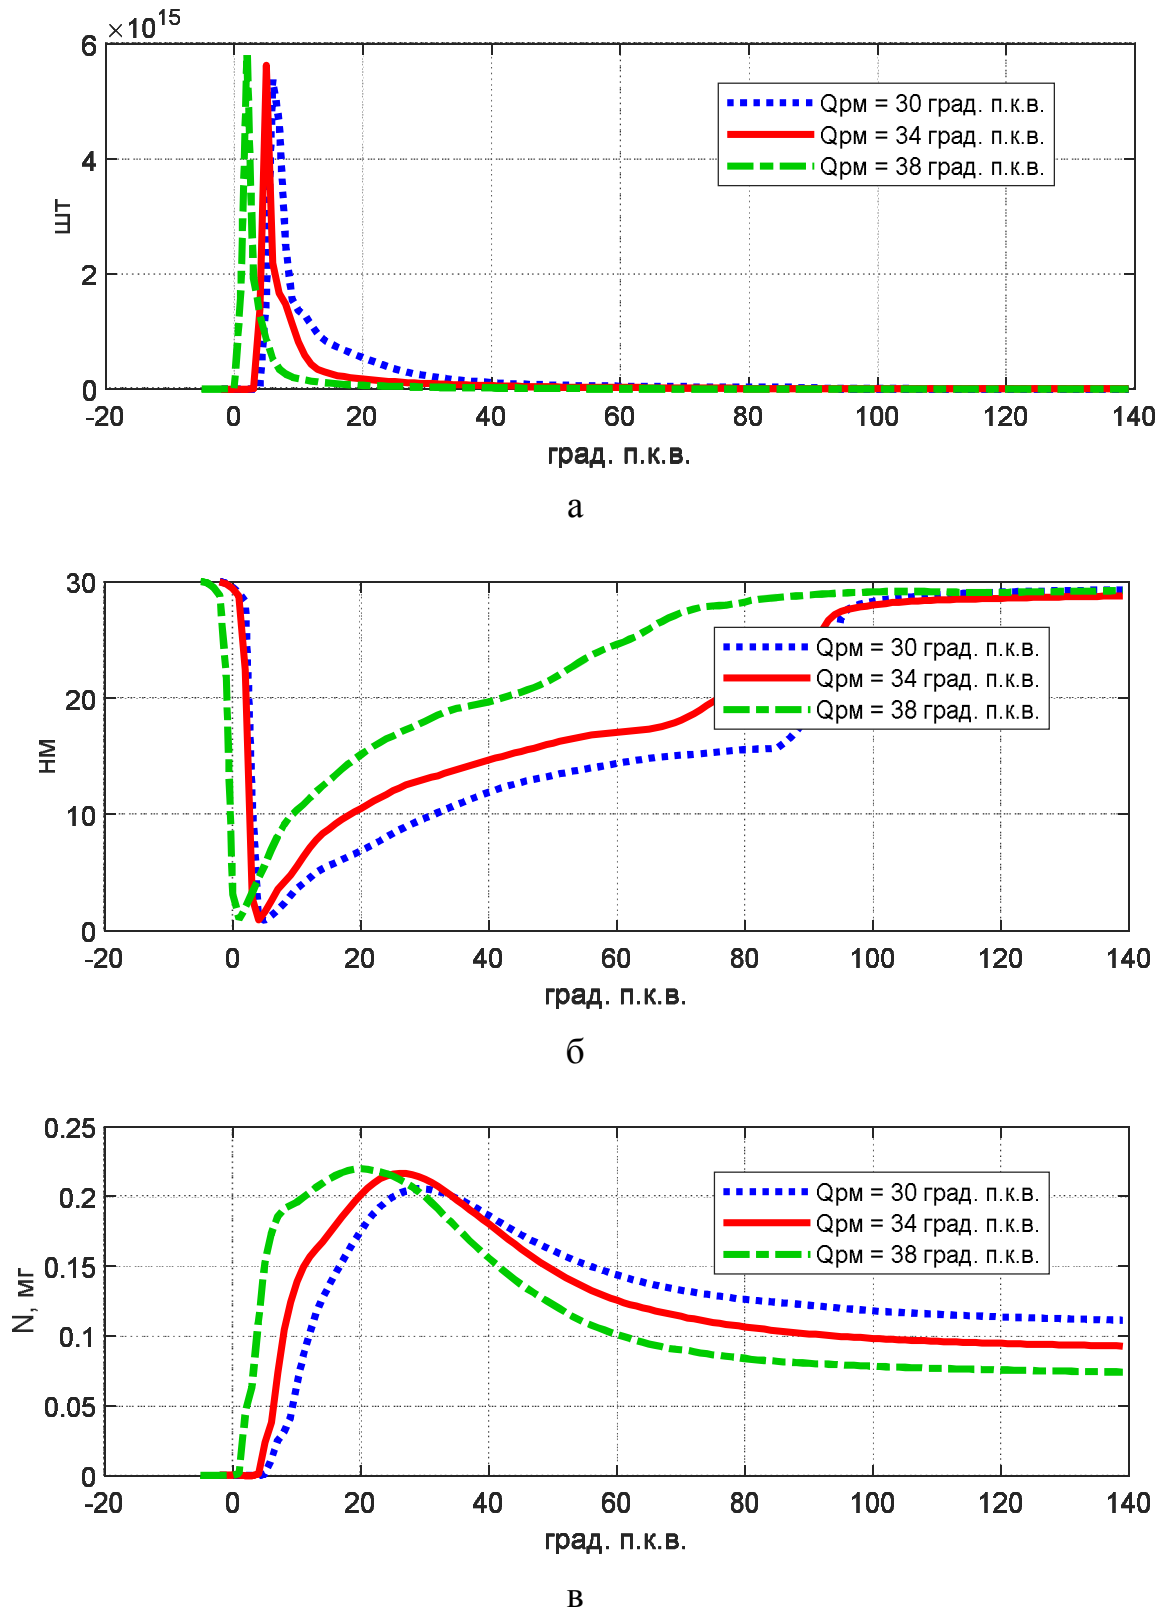 ×10^15
6
4
2
0
шт
Qрм = 30 град. п.к.в.
Qрм = 34 град. п.к.в.
Qрм = 38 град. п.к.в.
-20 0 20 40 60 80 100 120 140
град. п.к.в.
а
30
20
10
0
нм
Qрм = 30 град. п.к.в.
Qрм = 34 град. п.к.в.
Qрм = 38 град. п.к.в.
-20 0 20 40 60 80 100 120 140
град. п.к.в.
б
0.25
0.2
0.15
0.1
0.05
0
N, мг
Qрм = 30 град. п.к.в.
Qрм = 34 град. п.к.в.
Qрм = 38 град. п.к.в.
-20 0 20 40 60 80 100 120 140
град. п.к.в.
в